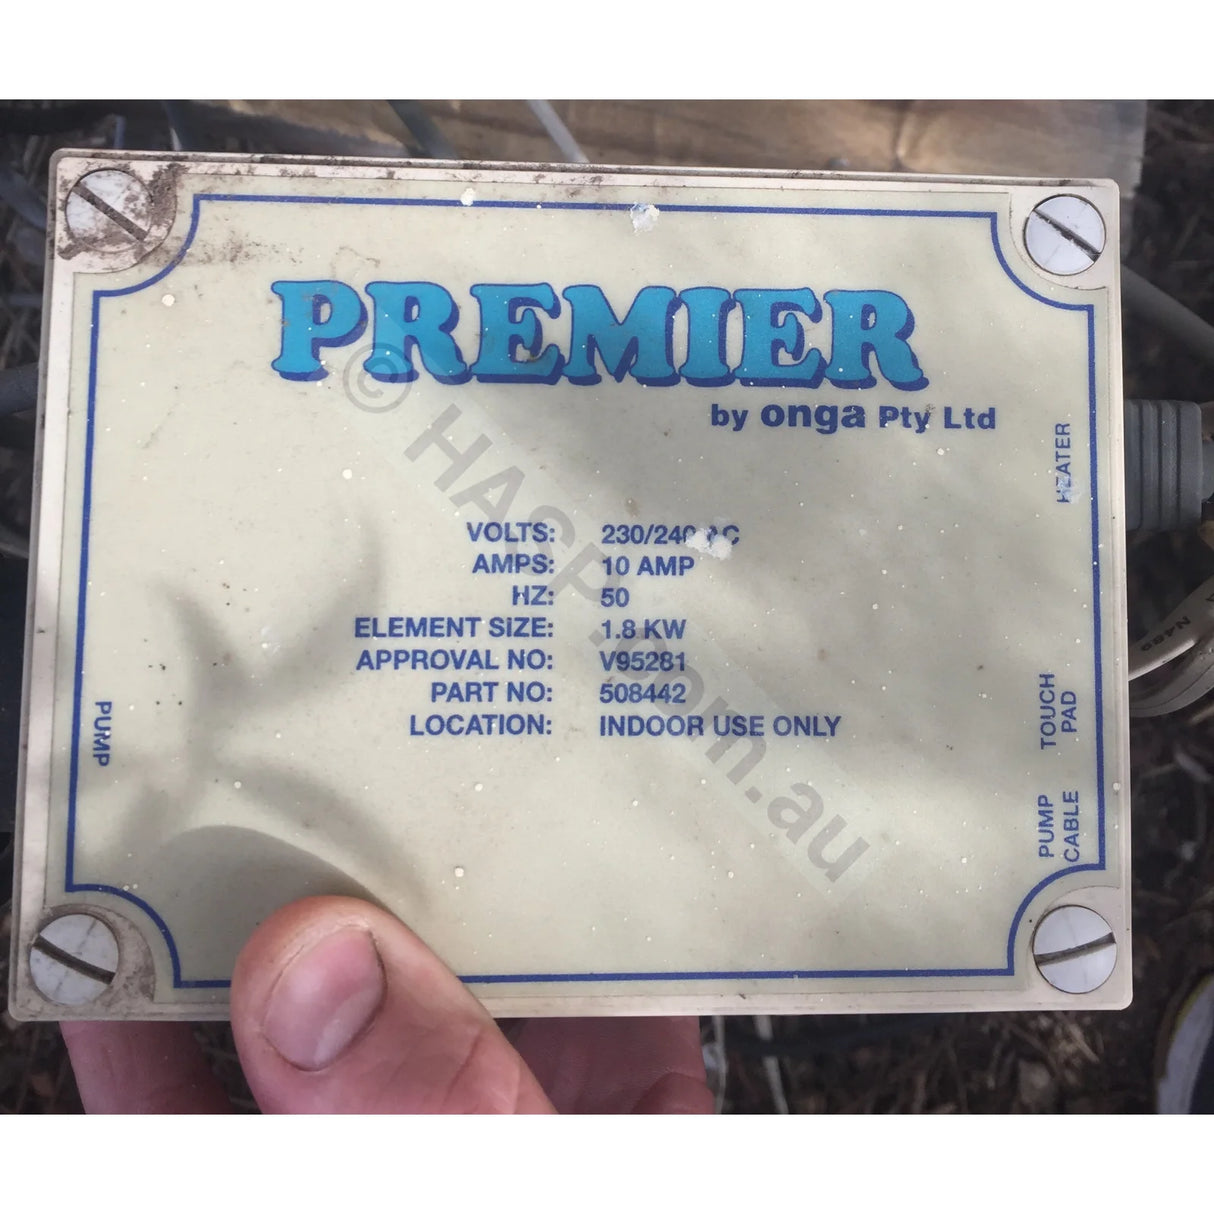 PREMIER
by onga Pty Ltd
HEATER
VOLTS: 230/240 AC
AMPS: 10 AMP
HZ: 50
ELEMENT SIZE: 1.8 KW
APPROVAL NO: V95281
PART NO: 508442
LOCATION: INDOOR USE ONLY
PUMP
TOUCH
PAD
PUMP
CABLE
© HASP.com.au
N489